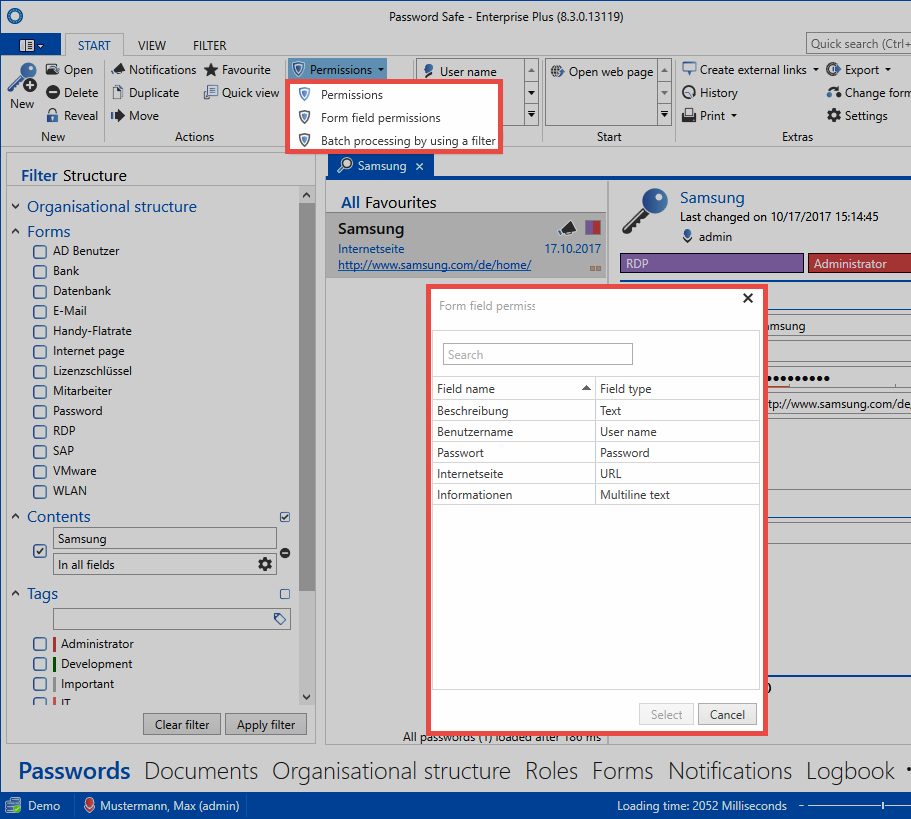 Password Safe - Enterprise Plus (8.3.0.13119)
START VIEW FILTER
Quick search (Ctrl+
New
Open
Delete
Reveal
New
Notifications
Duplicate
Move
Favourite
Quick view
Actions
Permissions
Permissions
Form field permissions
Batch processing by using a filter
User name
Open web page
Start
Create external links
History
Print
Export
Change form
Settings
Extras
Filter Structure
Organisational structure
Forms
AD Benutzer
Bank
Datenbank
E-Mail
Handy-Flatrate
Internet page
Lizenzschlüssel
Mitarbeiter
Password
RDP
SAP
VMware
WLAN
Contents
Samsung
In all fields
Tags
Administrator
Development
Important
IT
Clear filter Apply filter
Samsung
All Favourites
Samsung
Internetseite 17.10.2017
http://www.samsung.com/de/home/
Samsung
Last changed on 10/17/2017 15:14:45
admin
RDP Administrator
msung
tp://www.samsung.com/de
Form field permiss
Search
Field name Field type
Beschreibung Text
Benutzername User name
Passwort Password
Internetseite URL
Informationen Multiline text
Select Cancel
All passwords (1) loaded after 186 ms
Passwords Documents Organisational structure Roles Forms Notifications Logbook
Demo Mustermann, Max (admin) Loading time: 2052 Milliseconds